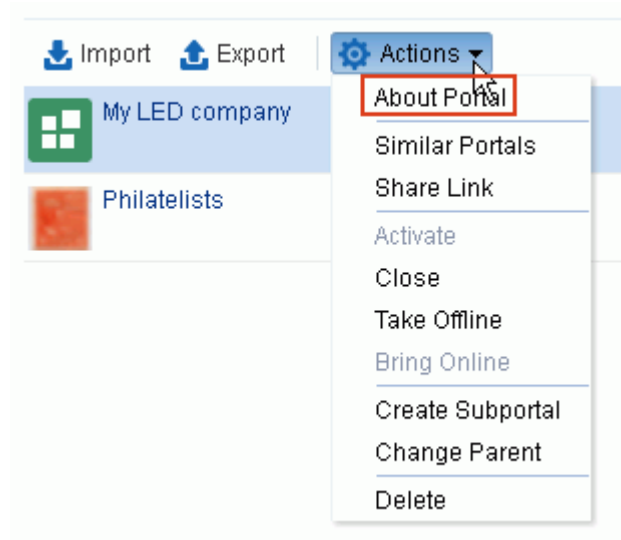 Import Export Actions
My LED company
Philatelists
About Portal
Similar Portals
Share Link
Activate
Close
Take Offline
Bring Online
Create Subportal
Change Parent
Delete